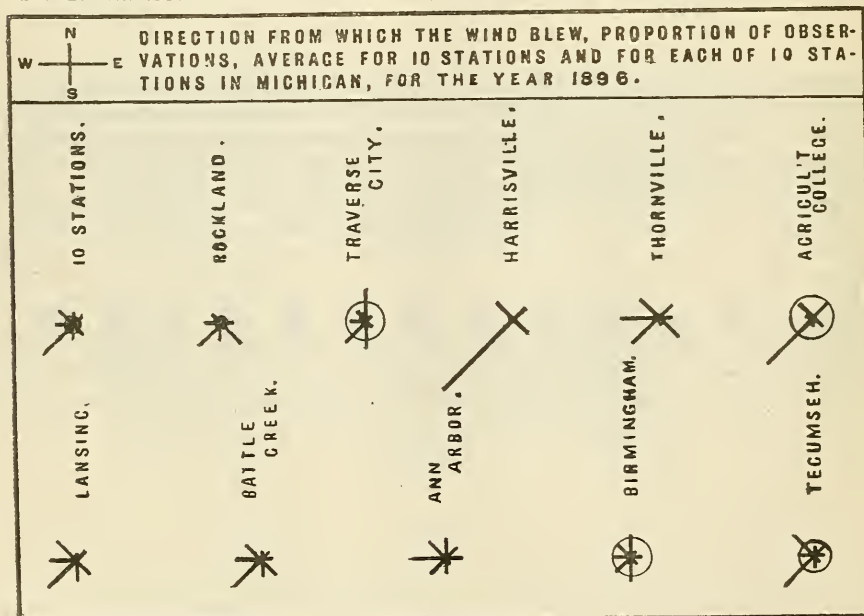 N
W E
S
DIRECTION FROM WHICH THE WIND BLEW, PROPORTION OF OBSER-
VATIONS, AVERAGE FOR 10 STATIONS AND FOR EACH OF 10 STA-
TIONS IN MICHIGAN, FOR THE YEAR 1896.
10 STATIONS.
ROCKLAND.
TRAVERSE
CITY.
HARRISVILLE.
THORNVILLE.
AGRICUL'T
COLLEGE.
LANSING.
BATTLE
CREEK.
ANN
ARBOR.
BIRMINGHAM.
TECUMSEH.